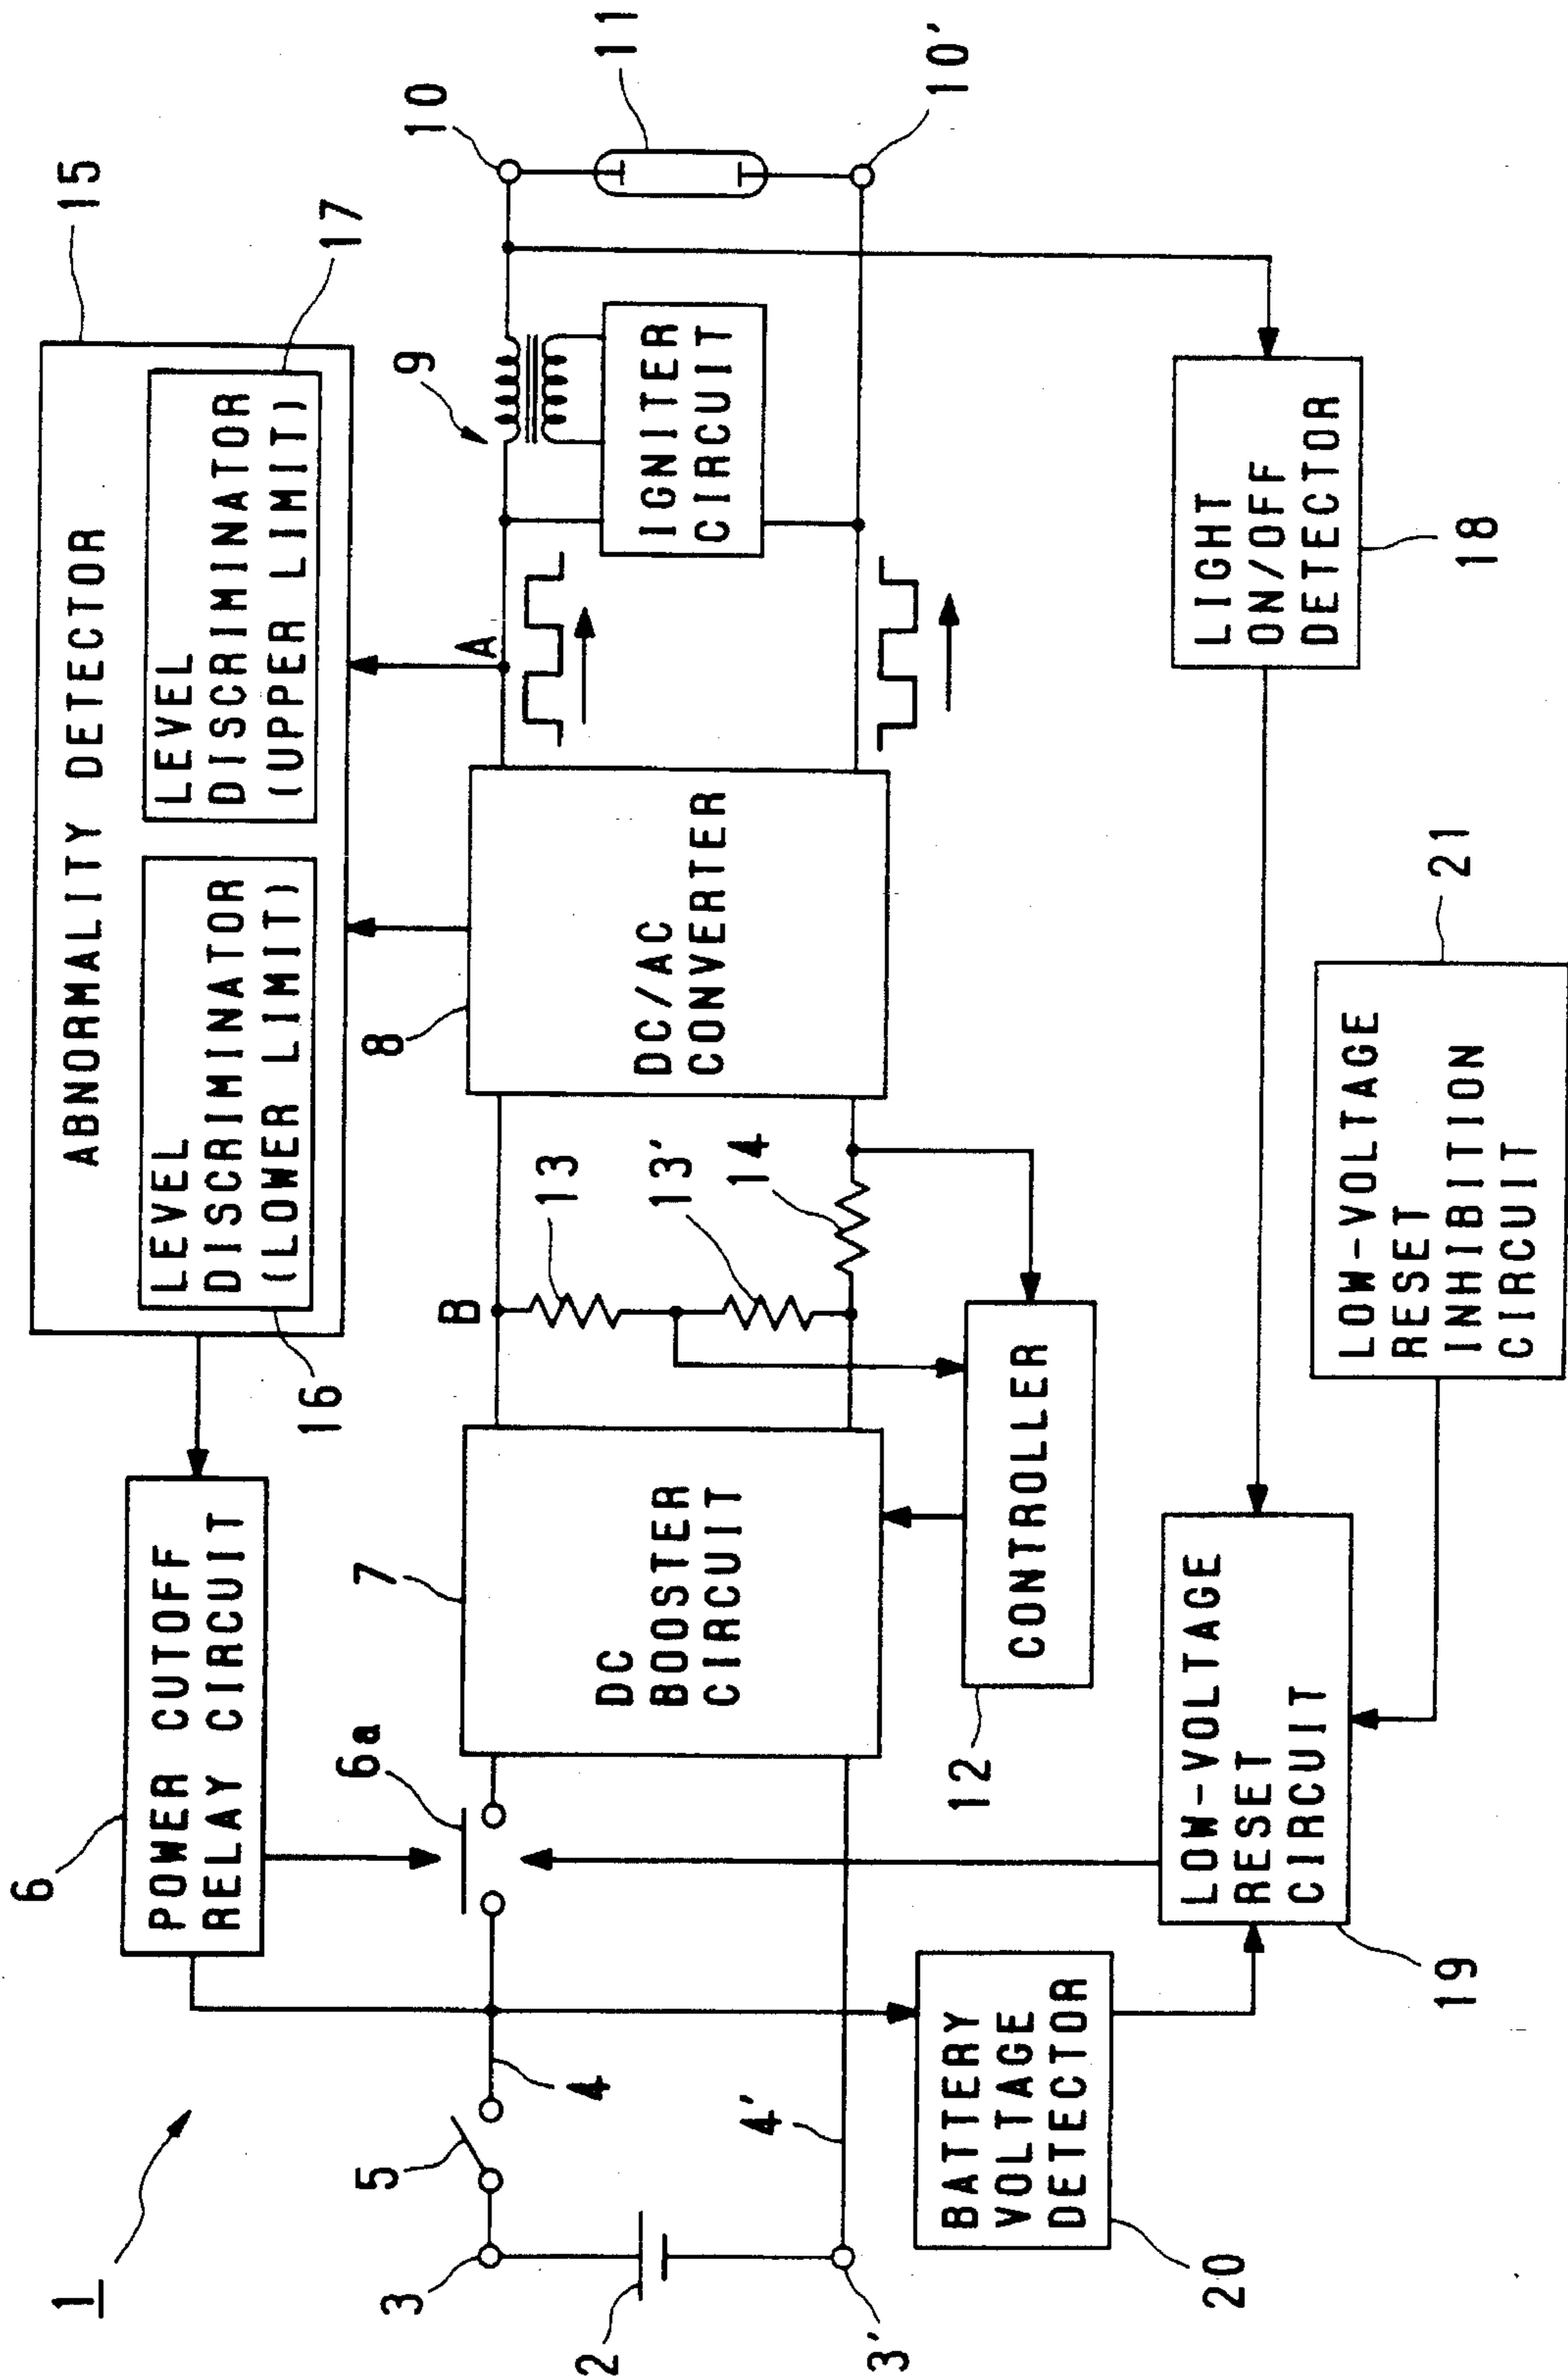 1
15
ABNORMALITY DETECTOR
LEVEL
DISCRIMINATOR
(LOWER LIMIT)
LEVEL
DISCRIMINATOR
(UPPER LIMIT)
16
17
6
POWER CUTOFF
RELAY CIRCUIT
3
2
3'
5
4
4'
6a
7
DC
BOOSTER
CIRCUIT
B
13
13'
14
8
DC/AC
CONVERTER
A
9
IGNITER
CIRCUIT
10
11
10'
12
CONTROLLER
20
BATTERY
VOLTAGE
DETECTOR
19
LOW-VOLTAGE
RESET
CIRCUIT
21
LOW-VOLTAGE
RESET
INHIBITION
CIRCUIT
LIGHT
ON/OFF
DETECTOR
18